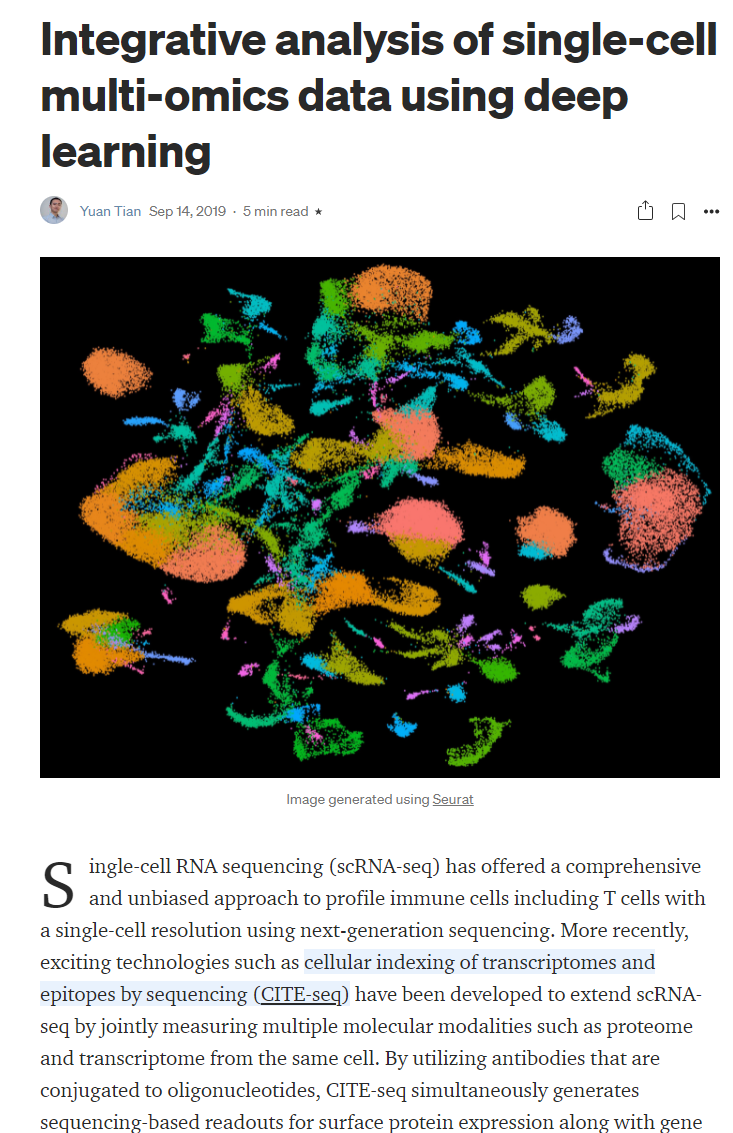 Integrative analysis of single-cell
multi-omics data using deep
learning
Yuan Tian Sep 14, 2019 · 5 min read ★
Image generated using Seurat
Single-cell RNA sequencing (scRNA-seq) has offered a comprehensive
and unbiased approach to profile immune cells including T cells with
a single-cell resolution using next-generation sequencing. More recently,
exciting technologies such as cellular indexing of transcriptomes and
epitopes by sequencing (CITE-seq) have been developed to extend scRNA-
seq by jointly measuring multiple molecular modalities such as proteome
and transcriptome from the same cell. By utilizing antibodies that are
conjugated to oligonucleotides, CITE-seq simultaneously generates
sequencing-based readouts for surface protein expression along with gene